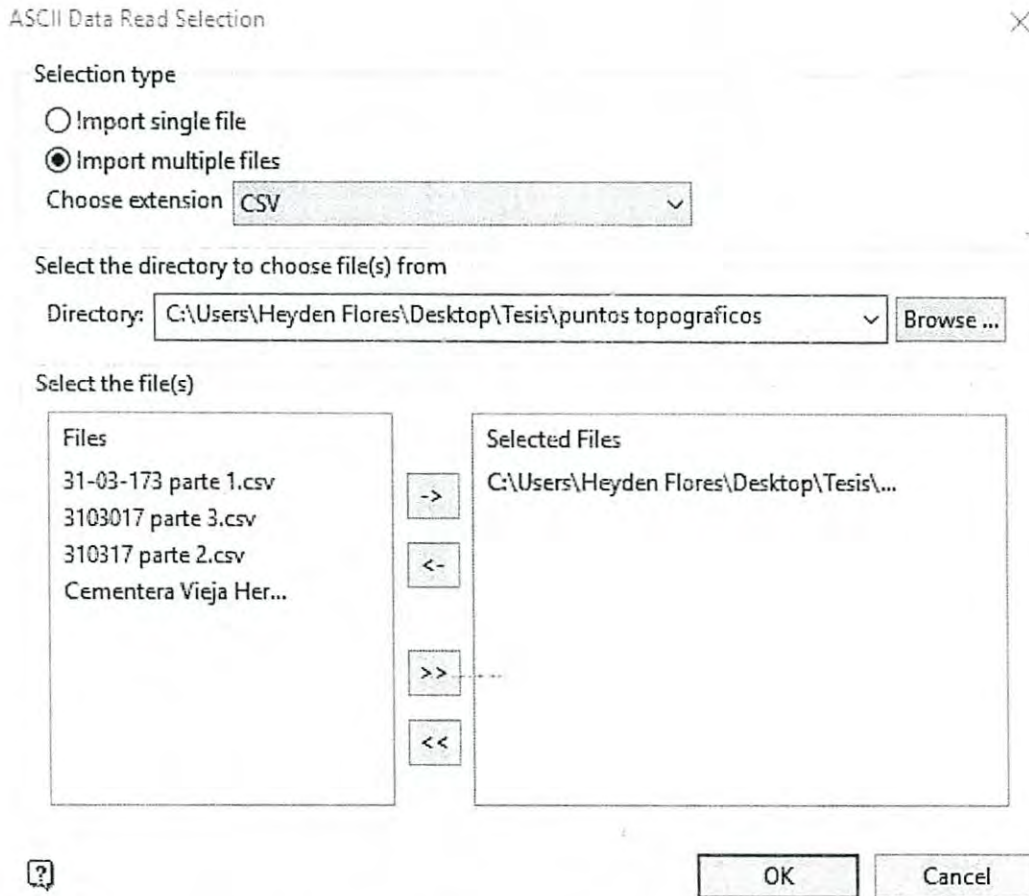 ASCII Data Read Selection
Selection type
Import single file
Import multiple files
Choose extension CSV
Select the directory to choose file(s) from
Directory: C:\Users\Heyden Flores\Desktop\Tesis\puntos topograficos Browse ...
Select the file(s)
Files
31-03-173 parte 1.csv
3103017 parte 3.csv
310317 parte 2.csv
Cementera Vieja Her...
->
<-
>>
<<
Selected Files
C:\Users\Heyden Flores\Desktop\Tesis\...
?
OK Cancel